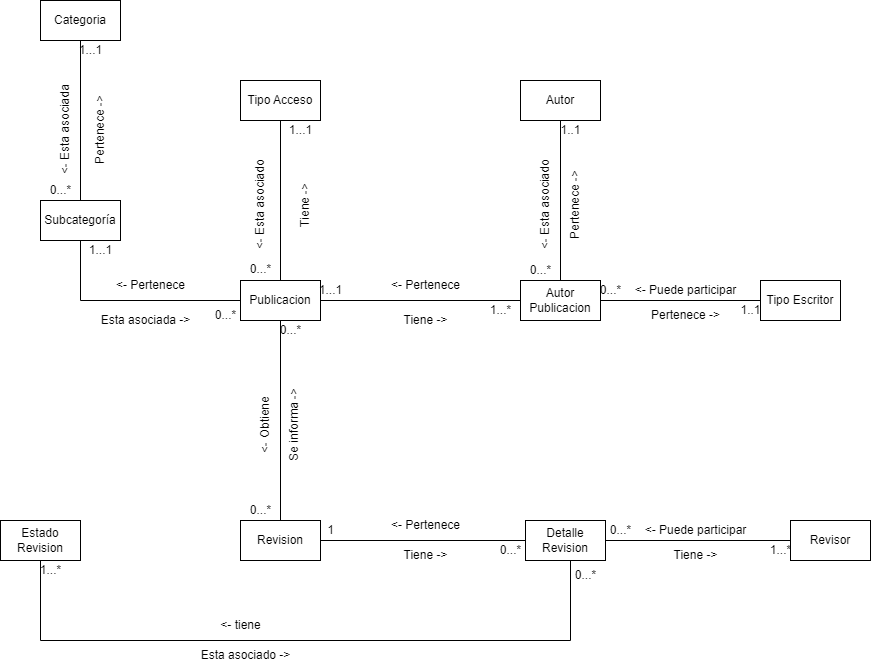 Categoria
1...1
<- Esta asociada
Pertenece ->
0...*
Subcategoría
1...1
Tipo Acceso
1...1
<- Esta asociado
Tiene ->
0...*
Autor
1..1
<- Esta asociado
Pertenece ->
0...*
<- Pertenece
Esta asociada ->
0...*
Publicacion
1...1
<- Pertenece
Tiene ->
1...*
Autor
Publicacion
0...*
<- Puede participar
Pertenece ->
1..1
Tipo Escritor
0...*
<- Obtiene
Se informa ->
0...*
Estado
Revision
1...*
Revision
1
<- Pertenece
Tiene ->
0...*
Detalle
Revision
0...*
<- Puede participar
Tiene ->
1...*
Revisor
0...*
<- tiene
Esta asociado ->